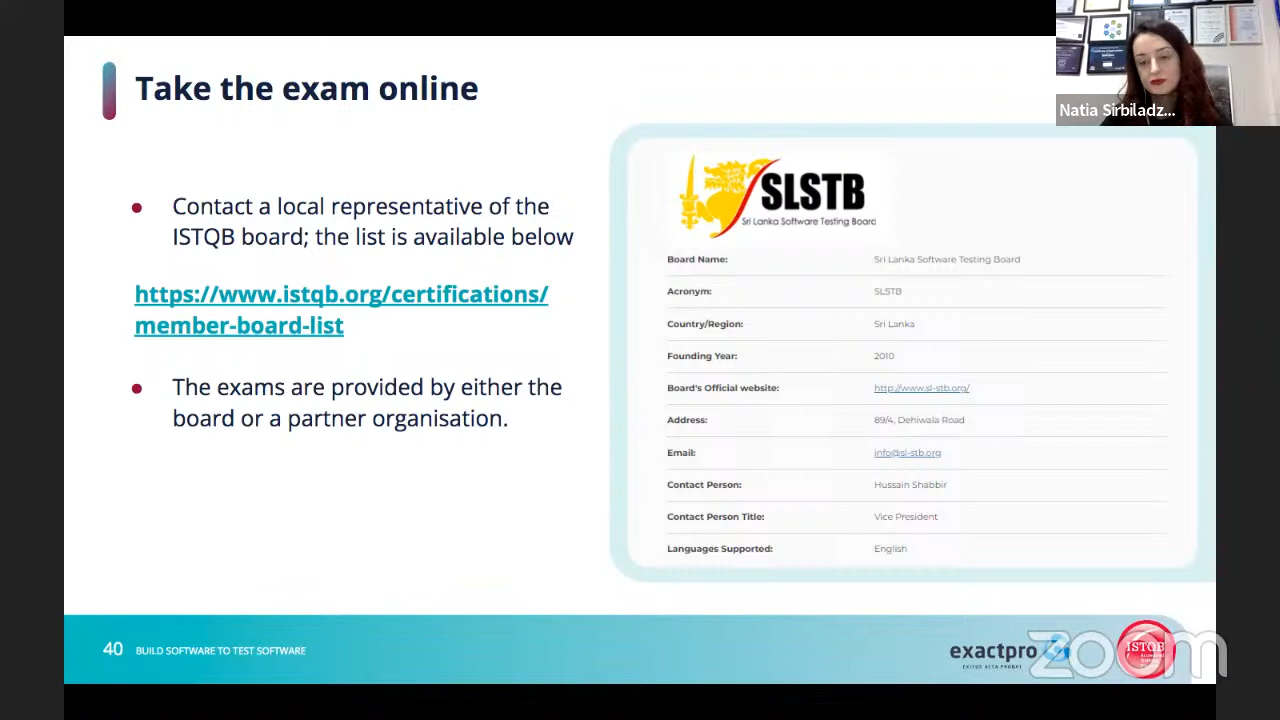 Take the exam online
Natia Sirbiladz...
Contact a local representative of the
ISTQB board; the list is available below
https://www.istqb.org/certifications/
member-board-list
The exams are provided by either the
board or a partner organisation.
SLSTB
Sri Lanka Software Testing Board
Board Name: Sri Lanka Software Testing Board
Acronym: SLSTB
Country/Region: Sri Lanka
Founding Year: 2010
Board's Official website: http://www.sl-stb.org/
Address: 89/4, Dehiwala Road
Email: info@sl-stb.org
Contact Person: Hussain Shabbir
Contact Person Title: Vice President
Languages Supported: English
40 BUILD SOFTWARE TO TEST SOFTWARE
exactpro
EXITUS ACTA PROBAT
ISTQB
zoom